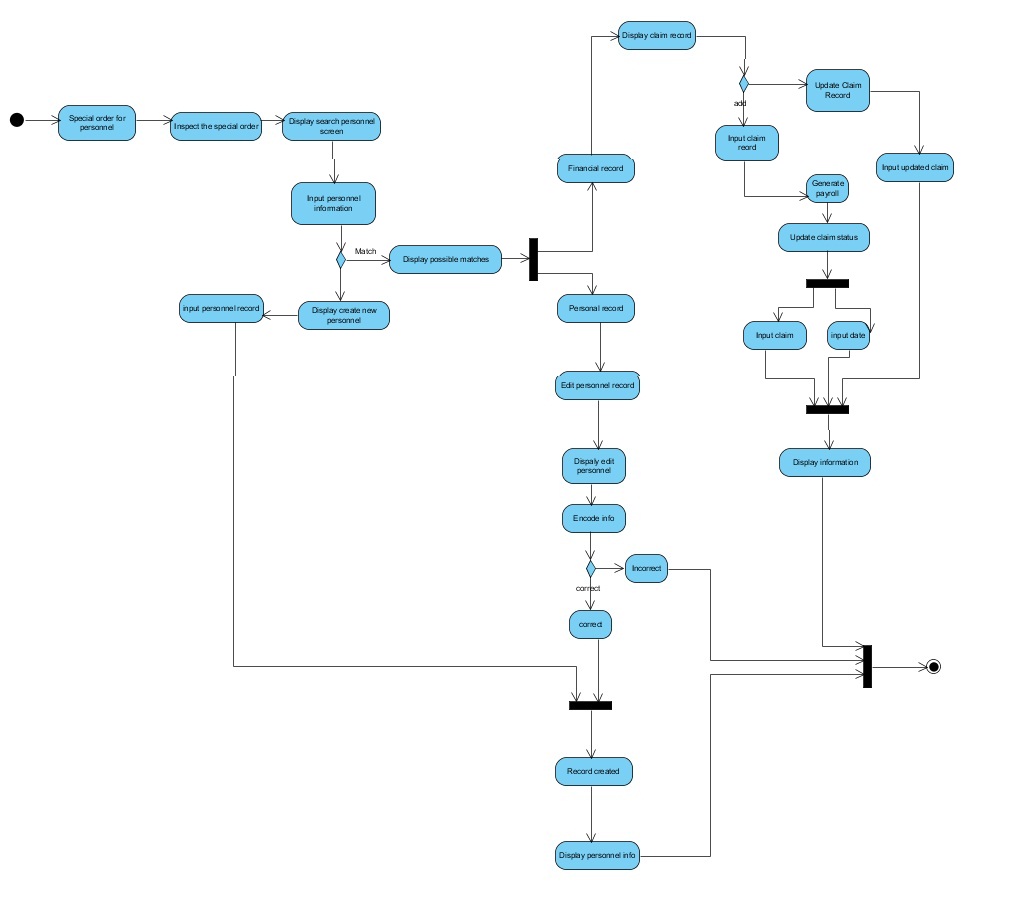 Display claim record
Update Claim
Record
add
Special order for
personnel
Inspect the special order
Display search personnel
screen
Input claim
reord
Financial record
Input updated claim
Generate
payroll
Input personnel
information
Update claim status
Match
Display possible matches
input personnel record
Display create new
personnel
Personal record
Input claim
input date
Edit personnel record
Dispaly edit
personnel
Display information
Encode info
Incorrect
correct
correct
Record created
Display personnel info